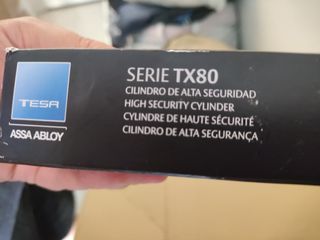 TESA
ASSA ABLOY
SERIE TX80
CILINDRO DE ALTA SEGURIDAD
HIGH SECURITY CYLINDER
CYLINDRE DE HAUTE SÉCURITÉ
CILINDRO DE ALTA SEGURANÇA